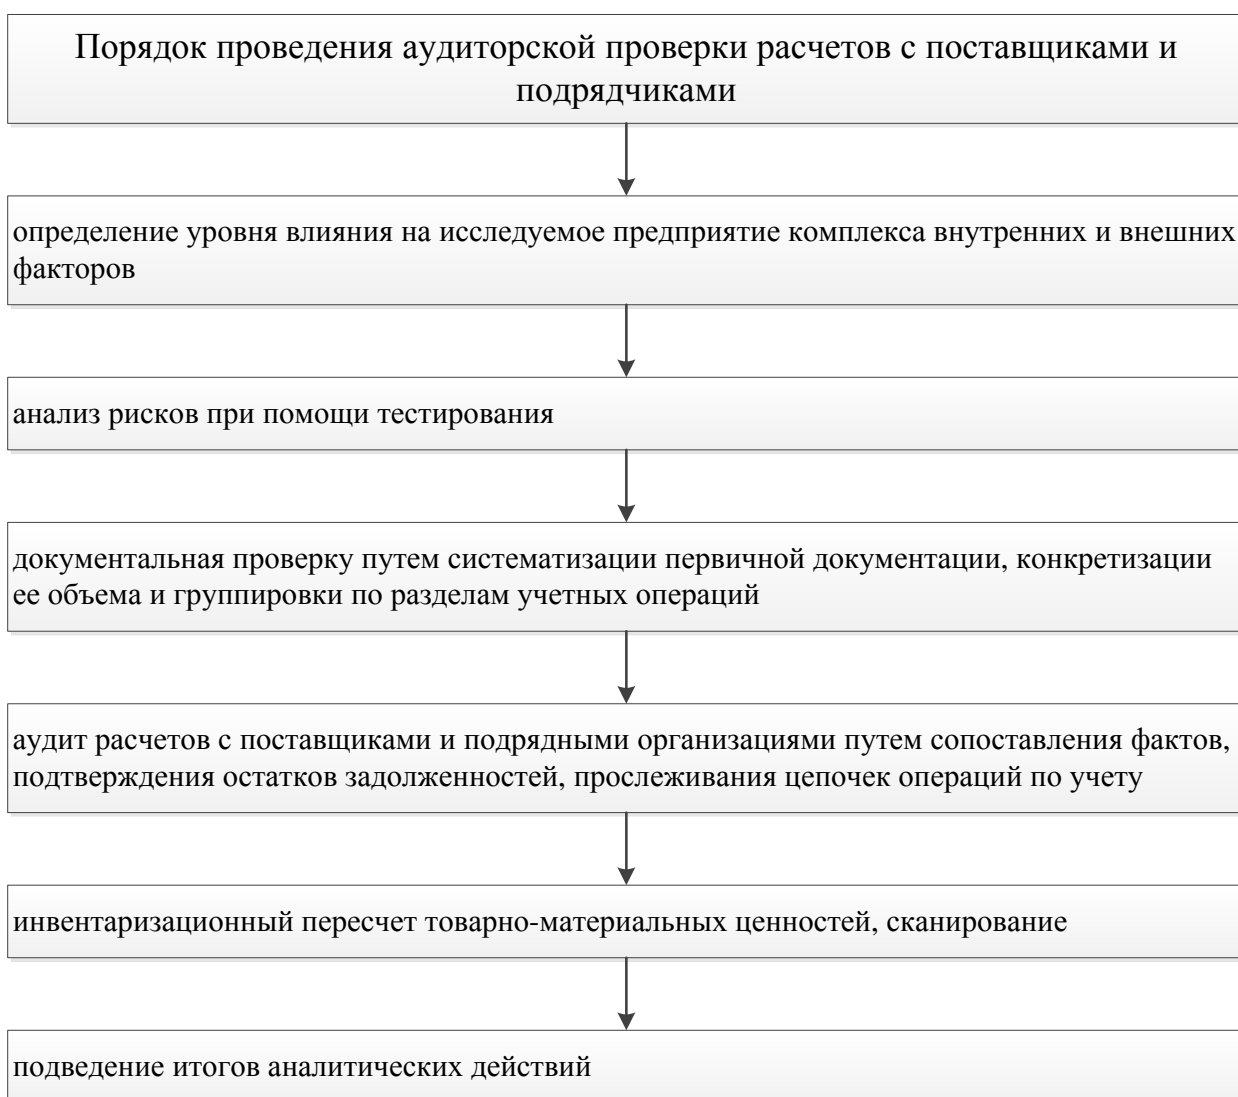 Порядок проведения аудиторской проверки расчетов с поставщиками и
подрядчиками
определение уровня влияния на исследуемое предприятие комплекса внутренних и внешних
факторов
анализ рисков при помощи тестирования
документальная проверку путем систематизации первичной документации, конкретизации
ее объема и группировки по разделам учетных операций
аудит расчетов с поставщиками и подрядными организациями путем сопоставления фактов,
подтверждения остатков задолженностей, прослеживания цепочек операций по учету
инвентаризационный пересчет товарно-материальных ценностей, сканирование
подведение итогов аналитических действий